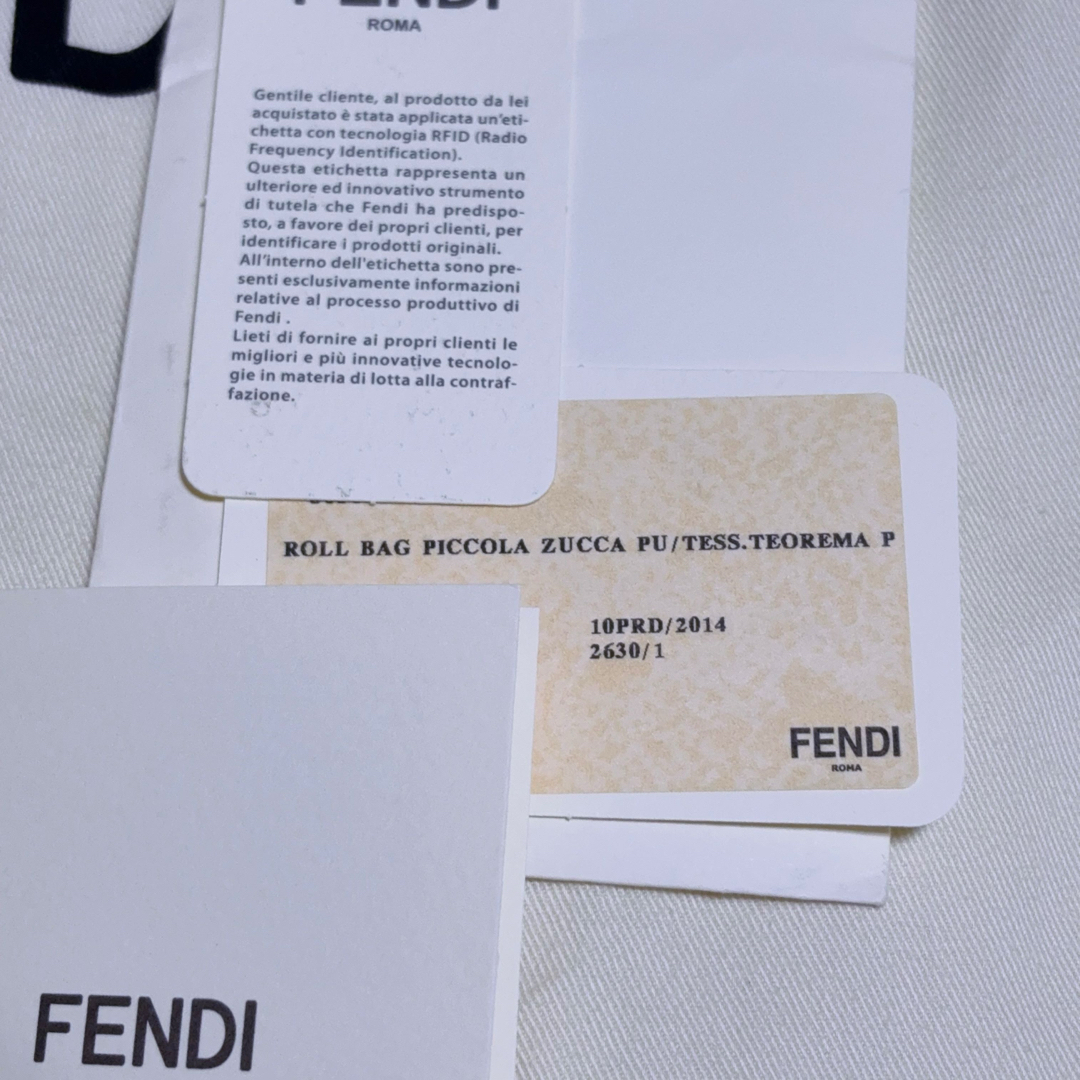 FENDI
ROMA
Gentile cliente, al prodotto da lei
acquistato è stata applicata un'eti-
chetta con tecnologia RFID (Radio
Frequency Identification).
Questa etichetta rappresenta un
ulteriore ed innovativo strumento
di tutela che Fendi ha predispo-
sto, a favore dei propri clienti, per
identificare i prodotti originali.
All'interno dell'etichetta sono pre-
senti esclusivamente informazioni
relative al processo produttivo di
Fendi .
Lieti di fornire ai propri clienti le
migliori e più innovative tecnolo-
gie in materia di lotta alla contraf-
fazione.
ROLL BAG PICCOLA ZUCCA PU/TESS.TEOREMA P
10PRD/2014
2630/1
FENDI
ROMA
FENDI